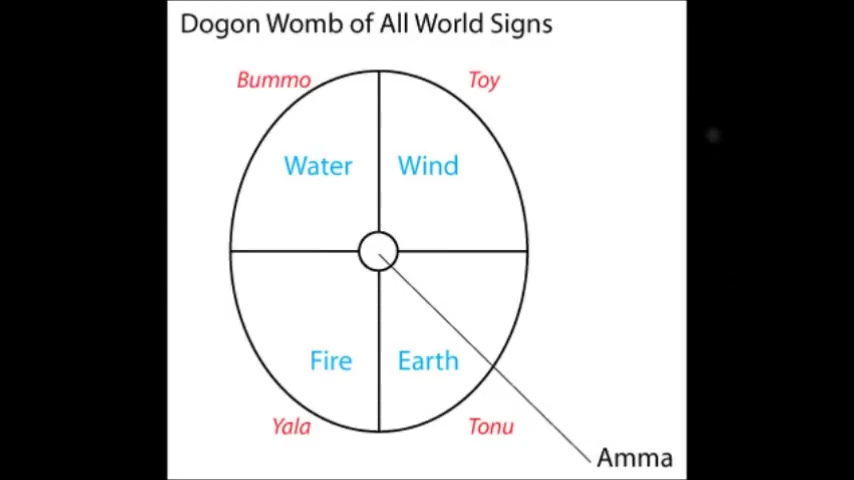 Dogon Womb of All World Signs
Bummo
Toy
Water
Wind
Fire
Earth
Yala
Tonu
Amma